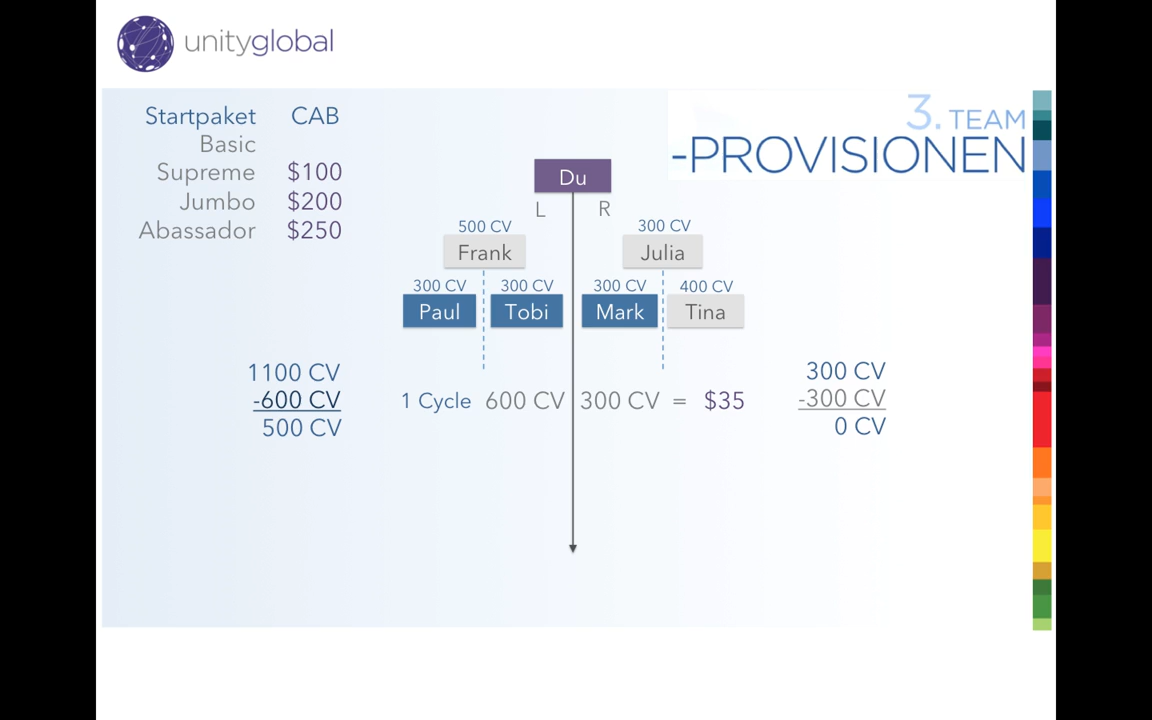 unityglobal
Startpaket CAB
Basic
Supreme $100
Jumbo $200
Abassador $250
3. TEAM
-PROVISIONEN
Du
L R
500 CV 300 CV
Frank Julia
300 CV 300 CV 300 CV 400 CV
Paul Tobi Mark Tina
1100 CV
-600 CV
500 CV
1 Cycle 600 CV 300 CV = $35
300 CV
-300 CV
0 CV